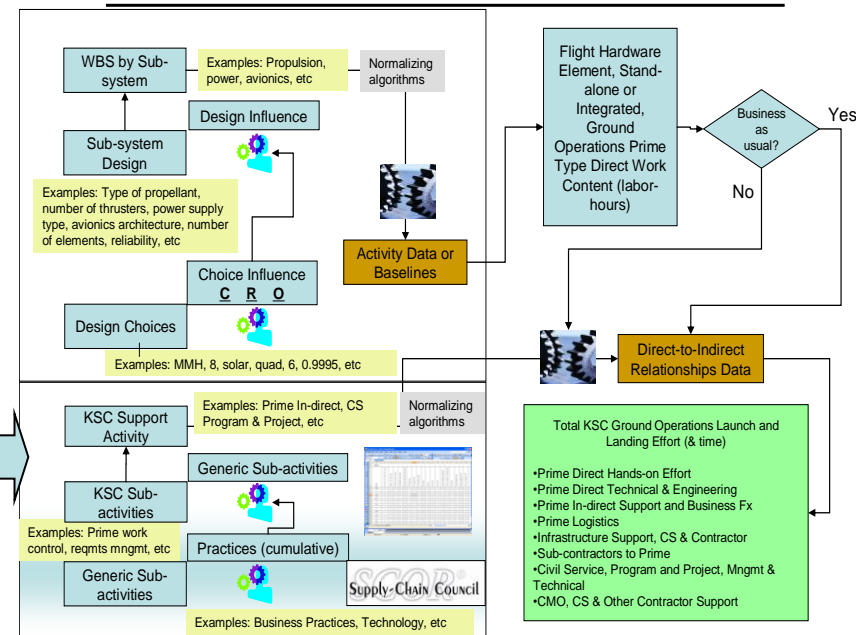 WBS by Sub-
system
Examples: Propulsion,
power, avionics, etc
Normalizing
algorithms
Design Influence
Sub-system
Design
Examples: Type of propellant,
number of thrusters, power supply
type, avionics architecture, number
of elements, reliability, etc
Activity Data or
Baselines
Choice Influence
C R O
Design Choices
Examples: MMH, 8, solar, quad, 6, 0.9995, etc
Flight Hardware
Element, Stand-
alone or
Integrated,
Ground
Operations Prime
Type Direct Work
Content (labor-
hours)
Business
as
usual?
Yes
No
Direct-to-Indirect
Relationships Data
KSC Support
Activity
Examples: Prime In-direct, CS
Program & Project, etc
Normalizing
algorithms
Generic Sub-activities
KSC Sub-
activities
Examples: Prime work
control, reqmts mngmt, etc
Practices (cumulative)
Generic Sub-
activities
SCOR
Supply-Chain Council
Examples: Business Practices, Technology, etc
Total KSC Ground Operations Launch and
Landing Effort (& time)
•Prime Direct Hands-on Effort
•Prime Direct Technical & Engineering
•Prime In-direct Support and Business Fx
•Prime Logistics
•Infrastructure Support, CS & Contractor
•Sub-contractors to Prime
•Civil Service, Program and Project, Mngmt &
Technical
•CMO, CS & Other Contractor Support